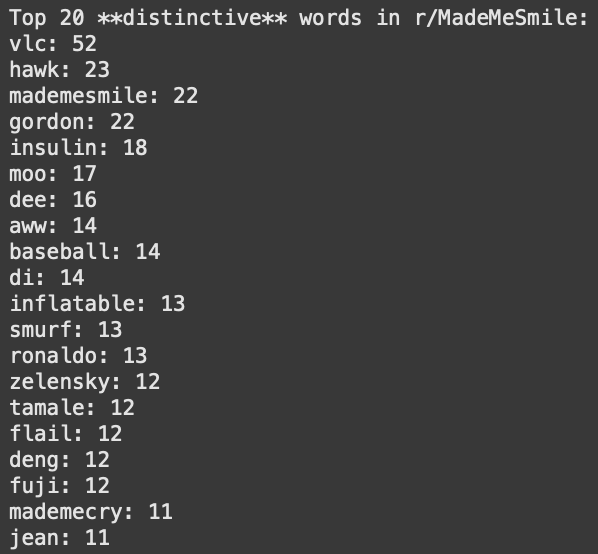 Top 20 **distinctive** words in r/MadeMeSmile:
vlc: 52
hawk: 23
mademesmile: 22
gordon: 22
insulin: 18
moo: 17
dee: 16
aww: 14
baseball: 14
di: 14
inflatable: 13
smurf: 13
ronaldo: 13
zelensky: 12
tamale: 12
flail: 12
deng: 12
fuji: 12
mademecry: 11
jean: 11